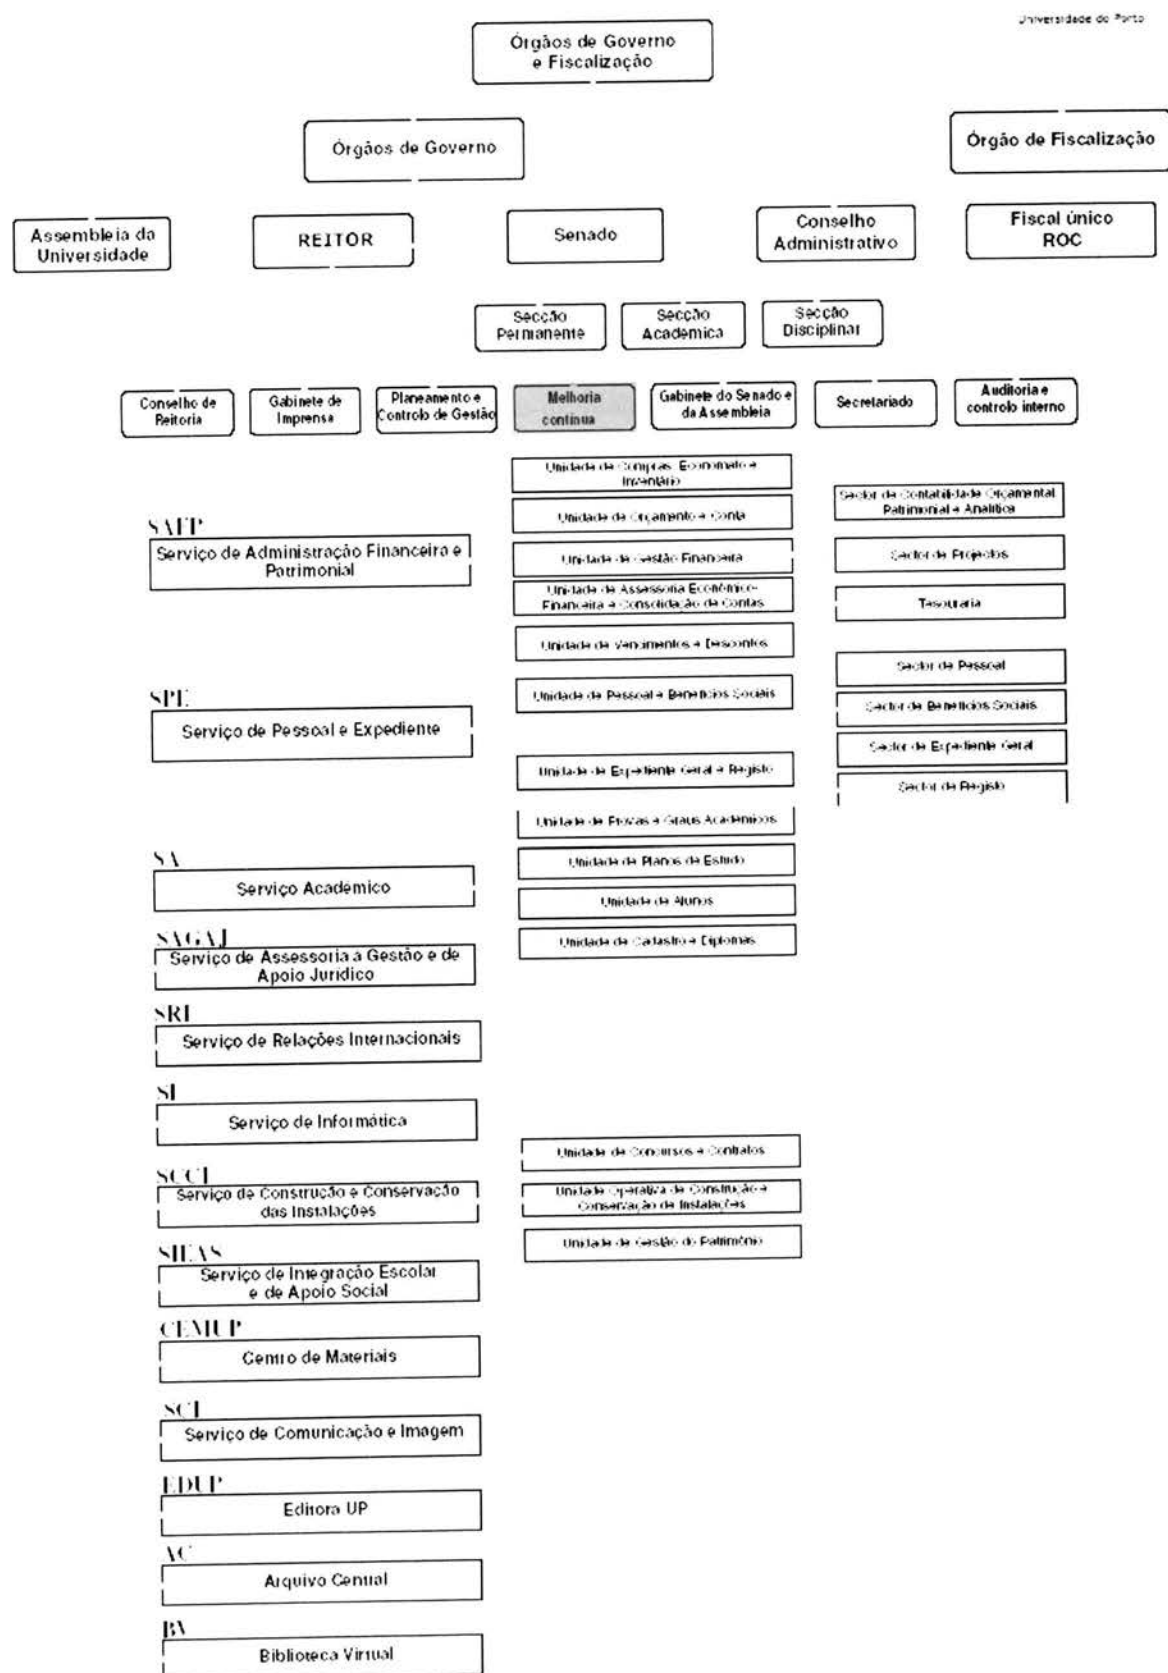 Universidade do Porto
Órgãos de Governo
e Fiscalização
Órgãos de Governo
Órgão de Fiscalização
Assembleia da
Universidade
REITOR
Senado
Conselho
Administrativo
Fiscal único
ROC
Secção
Permanente
Secção
Académica
Secção
Disciplinar
Conselho de
Reitoria
Gabinete de
Imprensa
Planeamento e
Controlo de Gestão
Melhoria
contínua
Gabinete do Senado e
da Assembleia
Secretariado
Auditoria e
controlo interno
SAFP
Serviço de Administração Financeira e
Patrimonial
Unidade de Compras, Economato e
Inventário
Unidade de Orçamento e Conta
Unidade de Gestão Financeira
Unidade de Assessoria Económico-
Financeira e Consolidação de Contas
Unidade de Vencimentos e Descontos
Sector de Contabilidade Orçamental
Patrimonial e Analítica
Sector de Projectos
Tesouraria
SPE
Serviço de Pessoal e Expediente
Unidade de Pessoal e Benefícios Sociais
Unidade de Expediente Geral e Registo
Sector de Pessoal
Sector de Benefícios Sociais
Sector de Expediente Geral
Sector de Registo
SA
Serviço Académico
Unidade de Provas e Graus Académicos
Unidade de Planos de Estudo
Unidade de Alunos
Unidade de Cadastro e Diplomas
SAGAJ
Serviço de Assessoria à Gestão e de
Apoio Jurídico
SRI
Serviço de Relações Internacionais
SI
Serviço de Informática
SCCI
Serviço de Construção e Conservação
das Instalações
Unidade de Concursos e Contratos
Unidade Operativa de Construção e
Conservação de Instalações
Unidade de Gestão do Património
SIEAS
Serviço de Integração Escolar
e de Apoio Social
CEMUP
Centro de Materiais
SCI
Serviço de Comunicação e Imagem
EDUP
Editora UP
AC
Arquivo Central
BV
Biblioteca Virtual